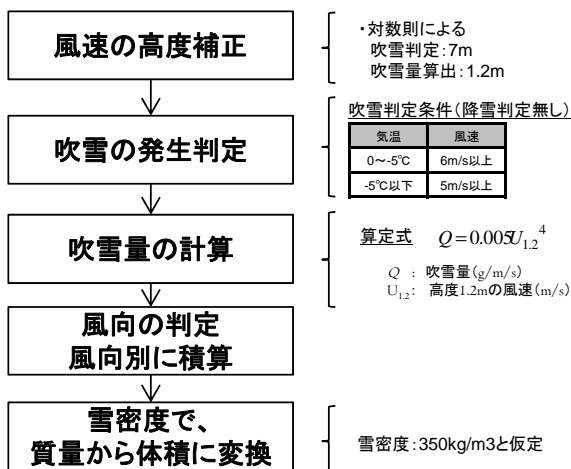 風速の高度補正
・対数則による
吹雪判定：7m
吹雪量算出：1.2m
吹雪の発生判定
吹雪判定条件（降雪判定無し）
気温 風速
0～-5℃ 6m/s以上
-5℃以下 5m/s以上
吹雪量の計算
算定式 Q=0.005U1.2^4
Q ： 吹雪量（g/m/s）
U1.2： 高度1.2mの風速（m/s）
風向の判定
風向別に積算
雪密度で、
質量から体積に変換
雪密度：350kg/m3と仮定